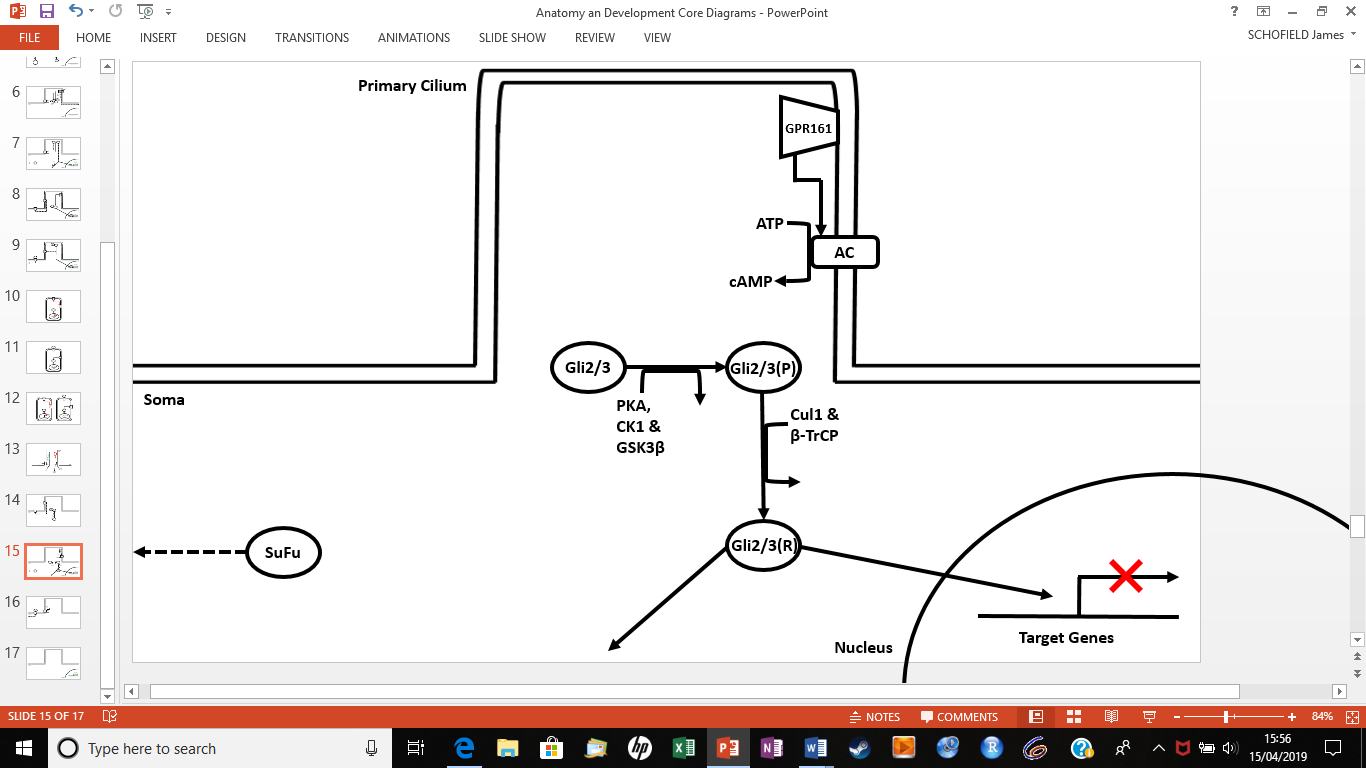 Anatomy an Development Core Diagrams - PowerPoint
?
FILE HOME INSERT DESIGN TRANSITIONS ANIMATIONS SLIDE SHOW REVIEW VIEW
SCHOFIELD James
6
7
8
9
10
11
12
13
14
15
16
17
Primary Cilium
GPR161
ATP
AC
cAMP
Gli2/3
Gli2/3(P)
Soma
PKA,
CK1 &
GSK3β
Cul1 &
β-TrCP
SuFu
Gli2/3(R)
Target Genes
Nucleus
SLIDE 15 OF 17
NOTES
COMMENTS
84%
Type here to search
15:56
15/04/2019